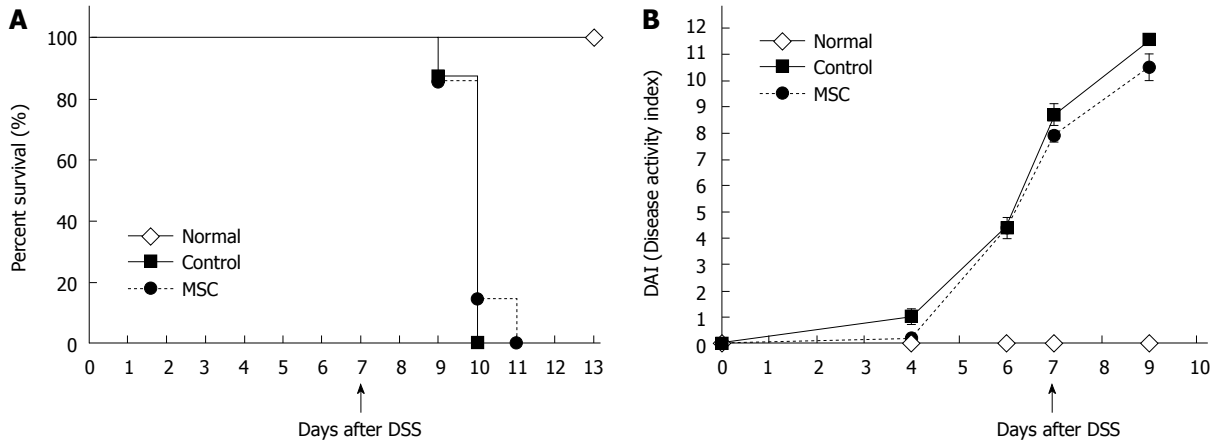 A
Percent survival (%)
100
80
60
40
20
0
Normal
Control
MSC
0 1 2 3 4 5 6 7 8 9 10 11 12 13
Days after DSS
B
DAI (Disease activity index)
12
11
10
9
8
7
6
5
4
3
2
1
0
Normal
Control
MSC
0 1 2 3 4 5 6 7 8 9 10
Days after DSS